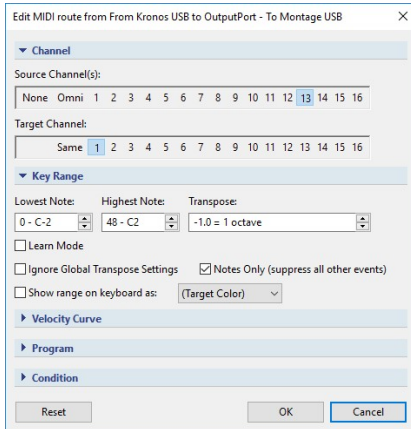 Edit MIDI route from From Kronos USB to OutputPort - To Montage USB
Channel
Source Channel(s):
None Omni 1 2 3 4 5 6 7 8 9 10 11 12 13 14 15 16
Target Channel:
Same 1 2 3 4 5 6 7 8 9 10 11 12 13 14 15 16
Key Range
Lowest Note: Highest Note: Transpose:
0 - C-2 48 - C2 -1.0 = 1 octave
Learn Mode
Ignore Global Transpose Settings Notes Only (suppress all other events)
Show range on keyboard as: (Target Color)
Velocity Curve
Program
Condition
Reset OK Cancel